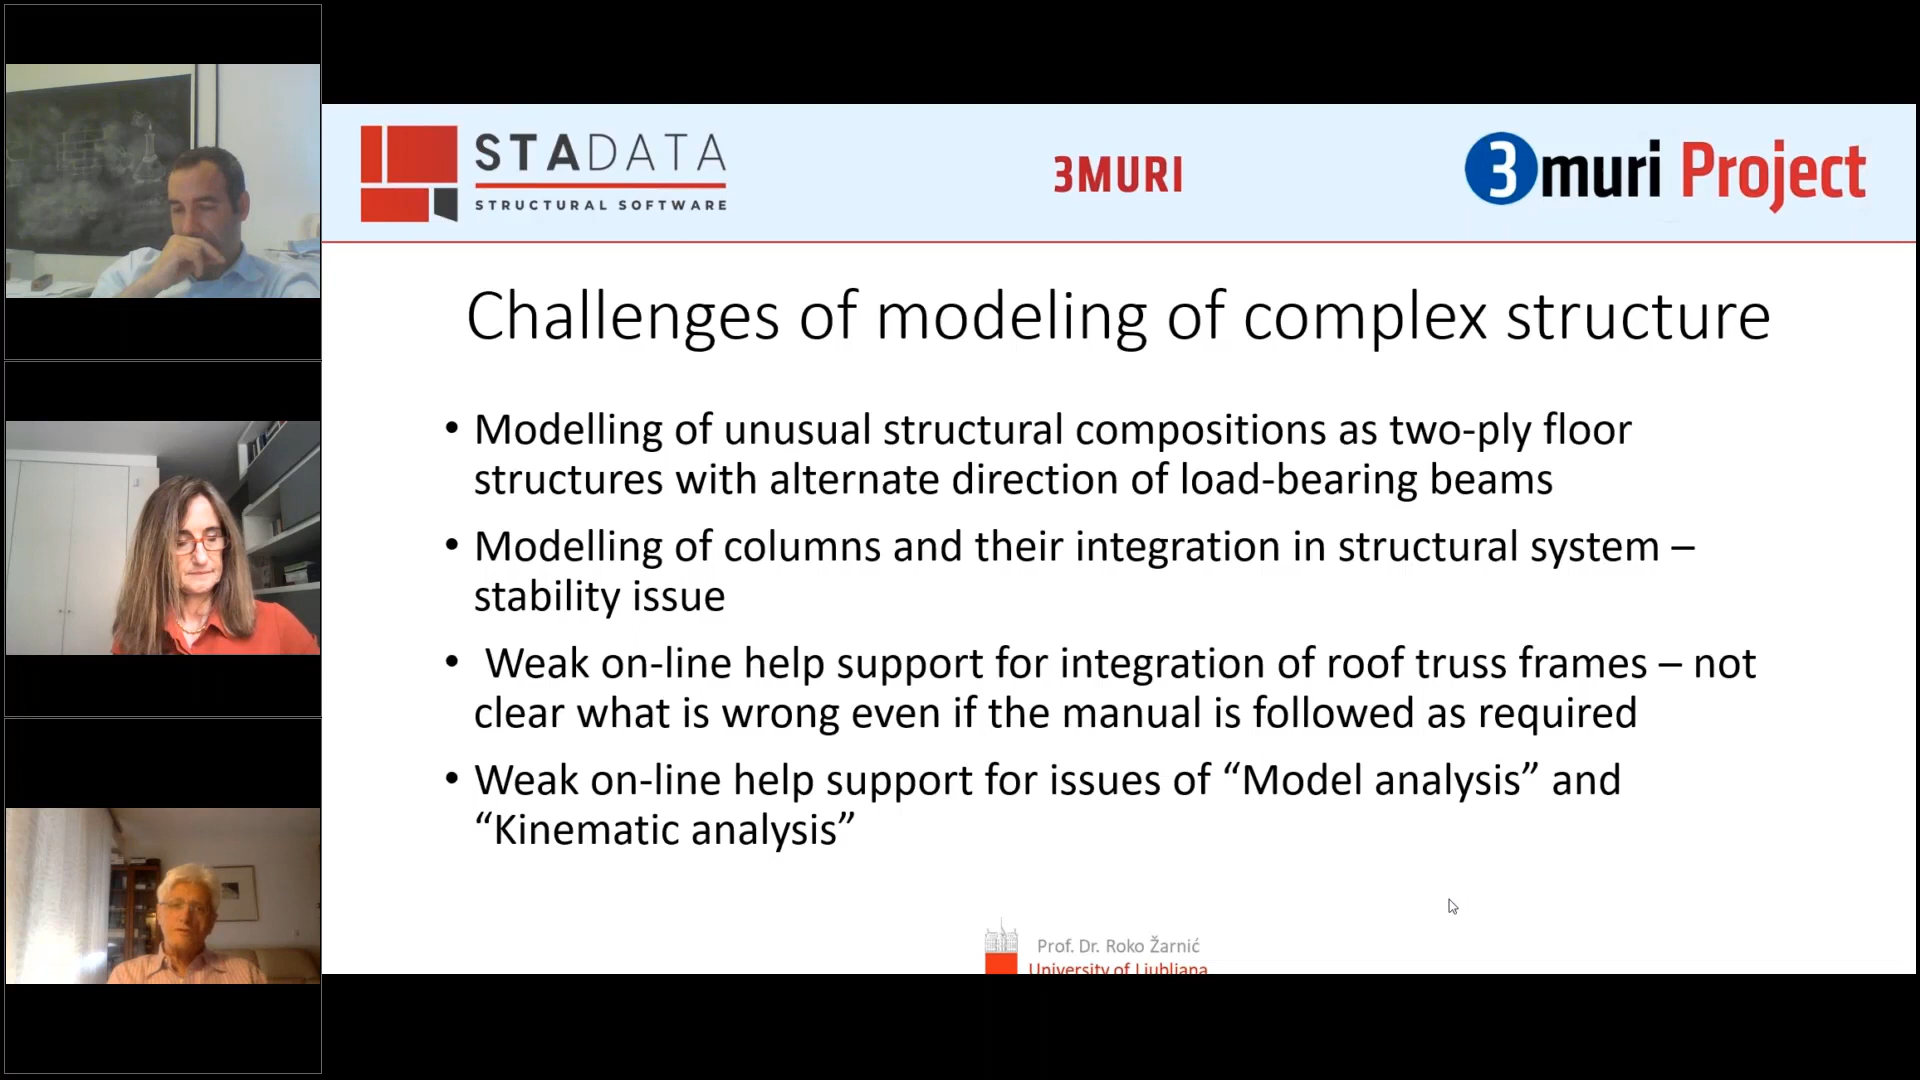 STADATA
STRUCTURAL SOFTWARE
3MURI
3muri Project
Challenges of modeling of complex structure
• Modelling of unusual structural compositions as two-ply floor
structures with alternate direction of load-bearing beams
• Modelling of columns and their integration in structural system –
stability issue
• Weak on-line help support for integration of roof truss frames – not
clear what is wrong even if the manual is followed as required
• Weak on-line help support for issues of “Model analysis” and
“Kinematic analysis”
Prof. Dr. Roko Žarnić
University of Ljubljana